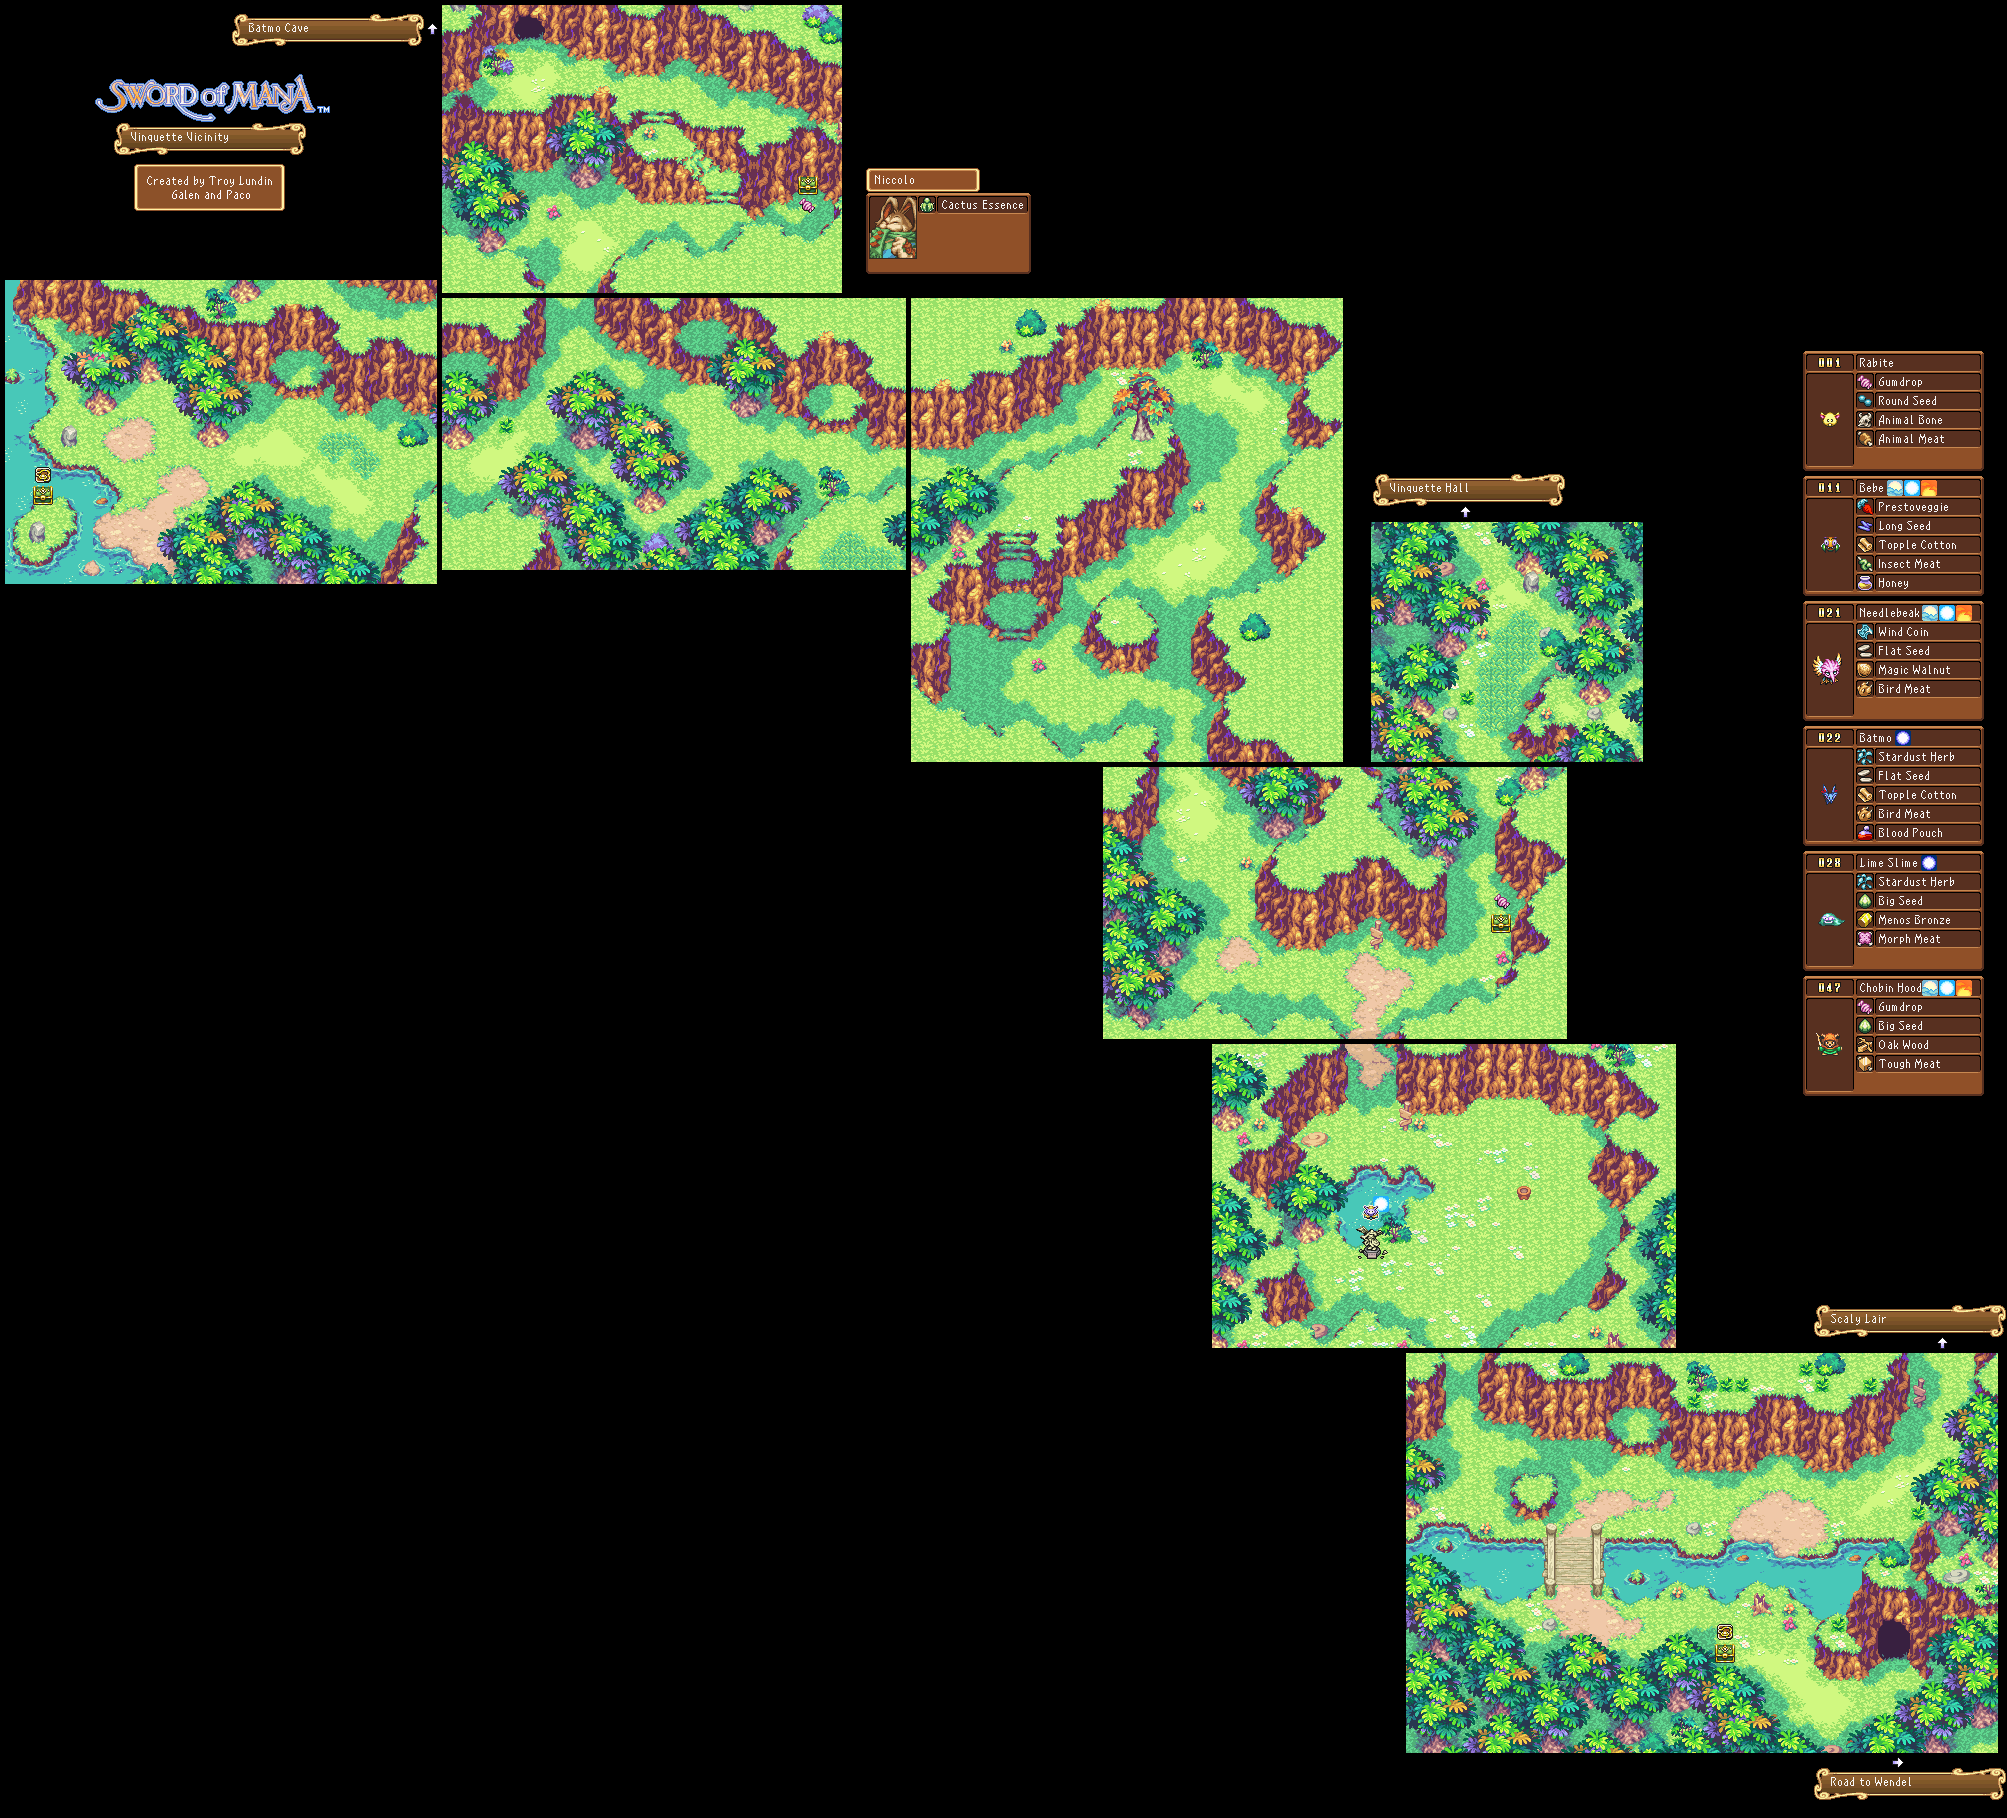 Batmo Cave
SWORD of MANA™
Vinquette Vicinity
Created by Troy Lundin
Galen and Paco
Niccolo
Cactus Essence
Vinquette Hall
001 Rabite
Gumdrop
Round Seed
Animal Bone
Animal Meat
011 Bebe
Prestoveggie
Long Seed
Topple Cotton
Insect Meat
Honey
021 Needlebeak
Wind Coin
Flat Seed
Magic Walnut
Bird Meat
022 Batmo
Stardust Herb
Flat Seed
Topple Cotton
Bird Meat
Blood Pouch
028 Lime Slime
Stardust Herb
Big Seed
Menos Bronze
Morph Meat
047 Chobin Hood
Gumdrop
Big Seed
Oak Wood
Tough Meat
Scaly Lair
Road to Wendel